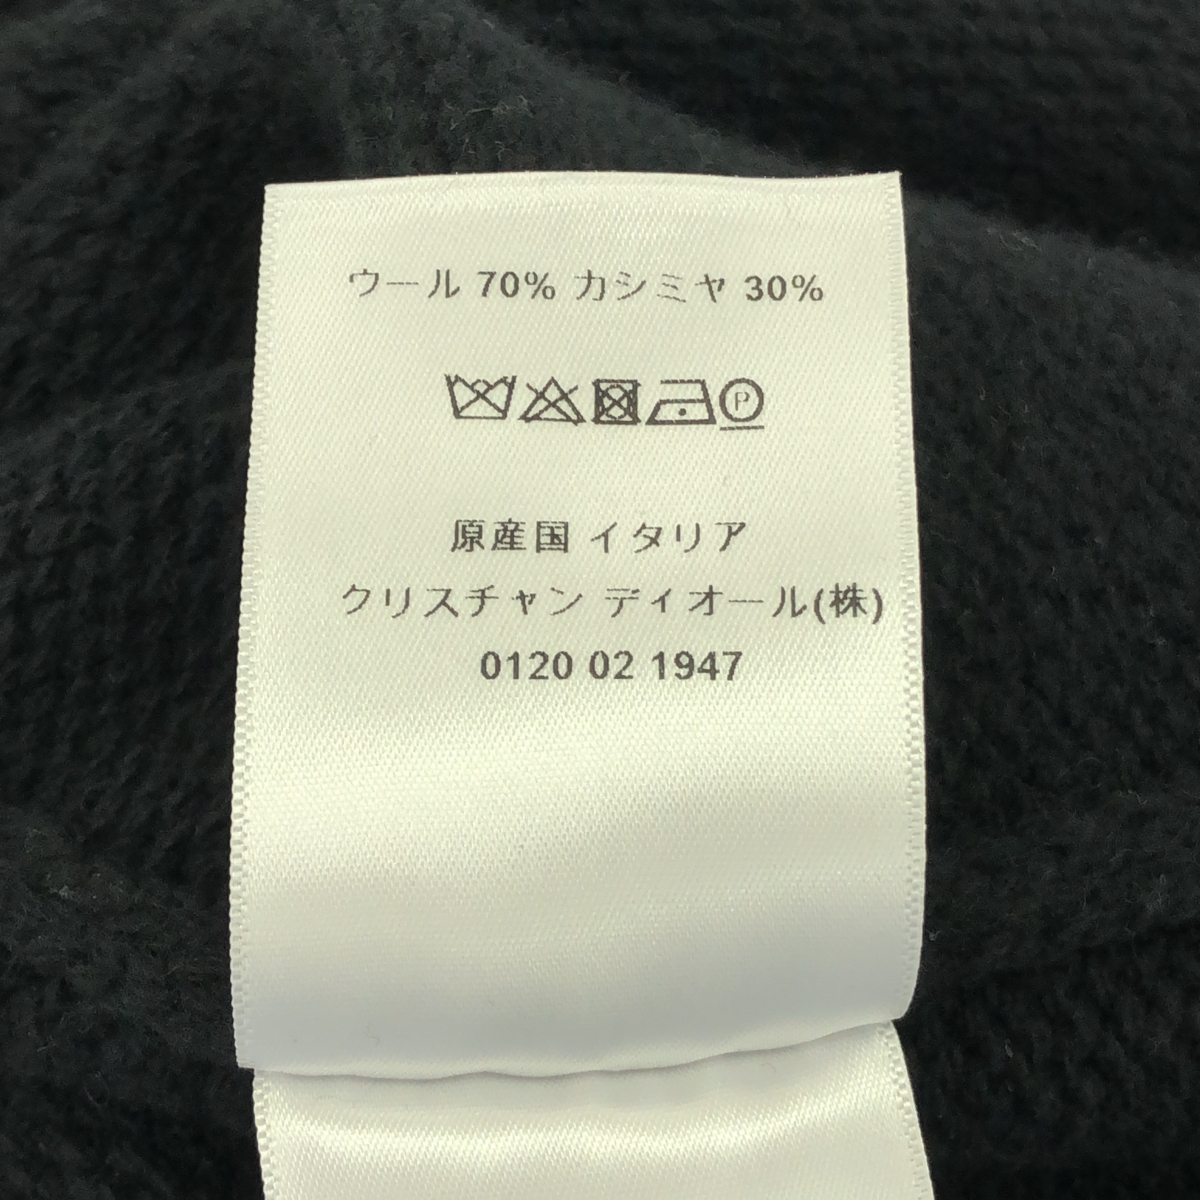 ウール 70% カシミヤ 30%
P
原産国 イタリア
クリスチャン ディオール(株)
0120 02 1947